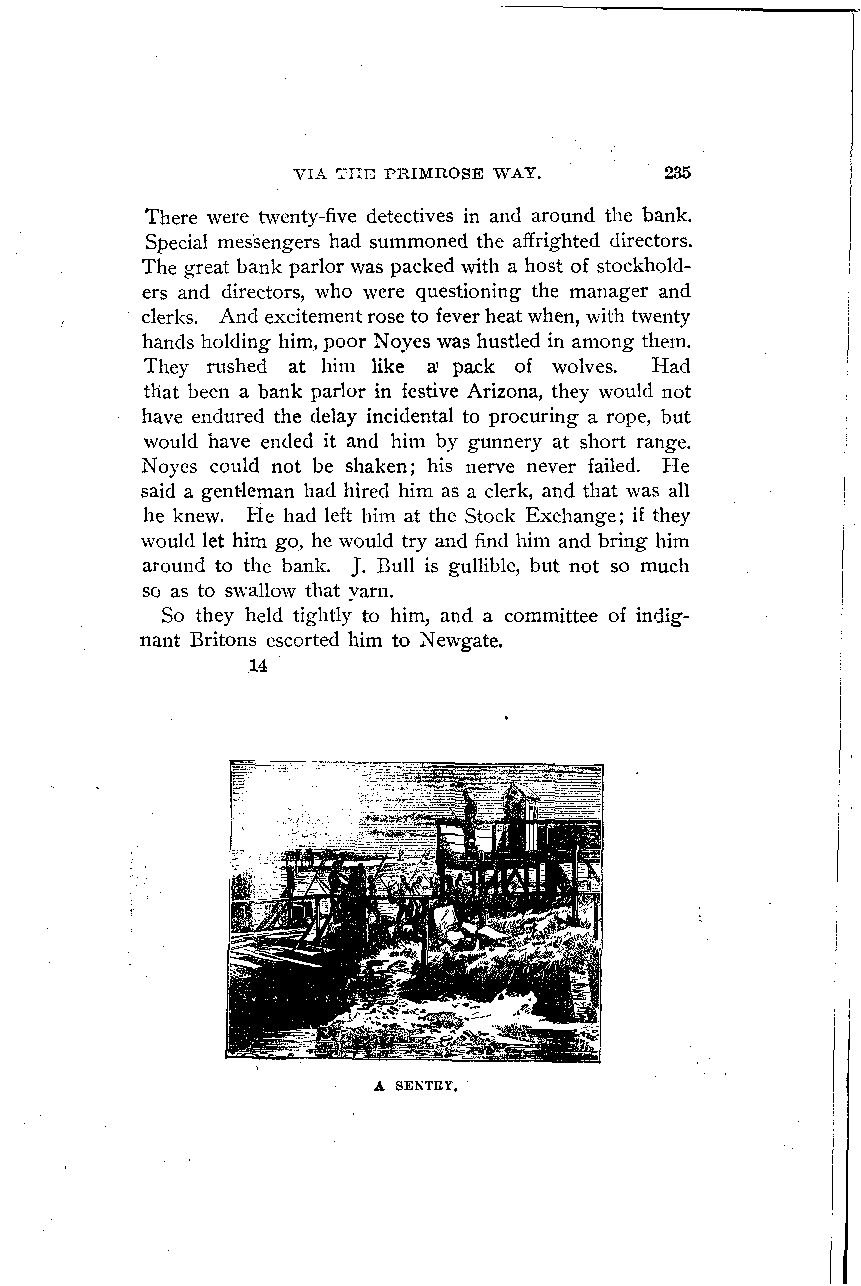 VIA THE PRIMROSE WAY. 235
There were twenty-five detectives in and around the bank.
Special messengers had summoned the affrighted directors.
The great bank parlor was packed with a host of stockhold-
ers and directors, who were questioning the manager and
clerks. And excitement rose to fever heat when, with twenty
hands holding him, poor Noyes was hustled in among them.
They rushed at him like a pack of wolves. Had
that been a bank parlor in festive Arizona, they would not
have endured the delay incidental to procuring a rope, but
would have ended it and him by gunnery at short range.
Noyes could not be shaken; his nerve never failed. He
said a gentleman had hired him as a clerk, and that was all
he knew. He had left him at the Stock Exchange; if they
would let him go, he would try and find him and bring him
around to the bank. J. Bull is gullible, but not so much
so as to swallow that yarn.
So they held tightly to him, and a committee of indig-
nant Britons escorted him to Newgate.
14
A SENTRY.